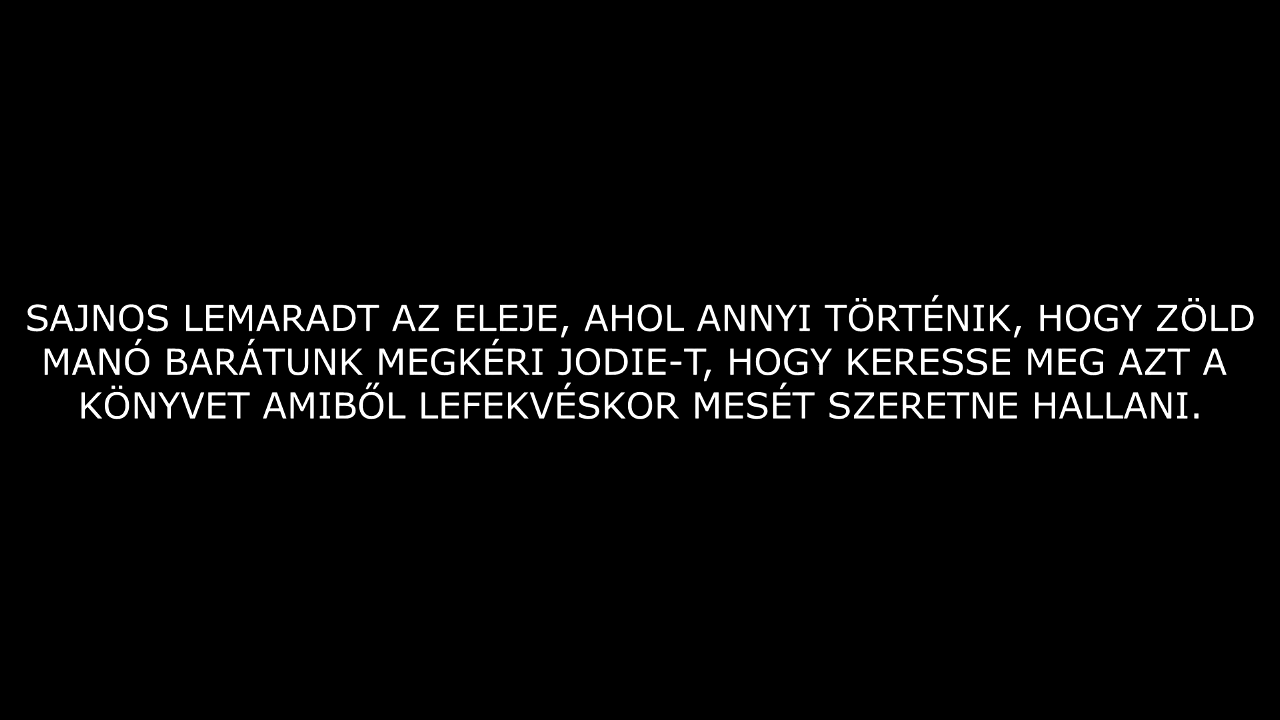 SAJNOS LEMARADT AZ ELEJE, AHOL ANNYI TÖRTÉNIK, HOGY ZÖLD
MANÓ BARÁTUNK MEGKÉRI JODIE-T, HOGY KERESSE MEG AZT A
KÖNYVET AMIBŐL LEFEKVÉSKOR MESÉT SZERETNE HALLANI.